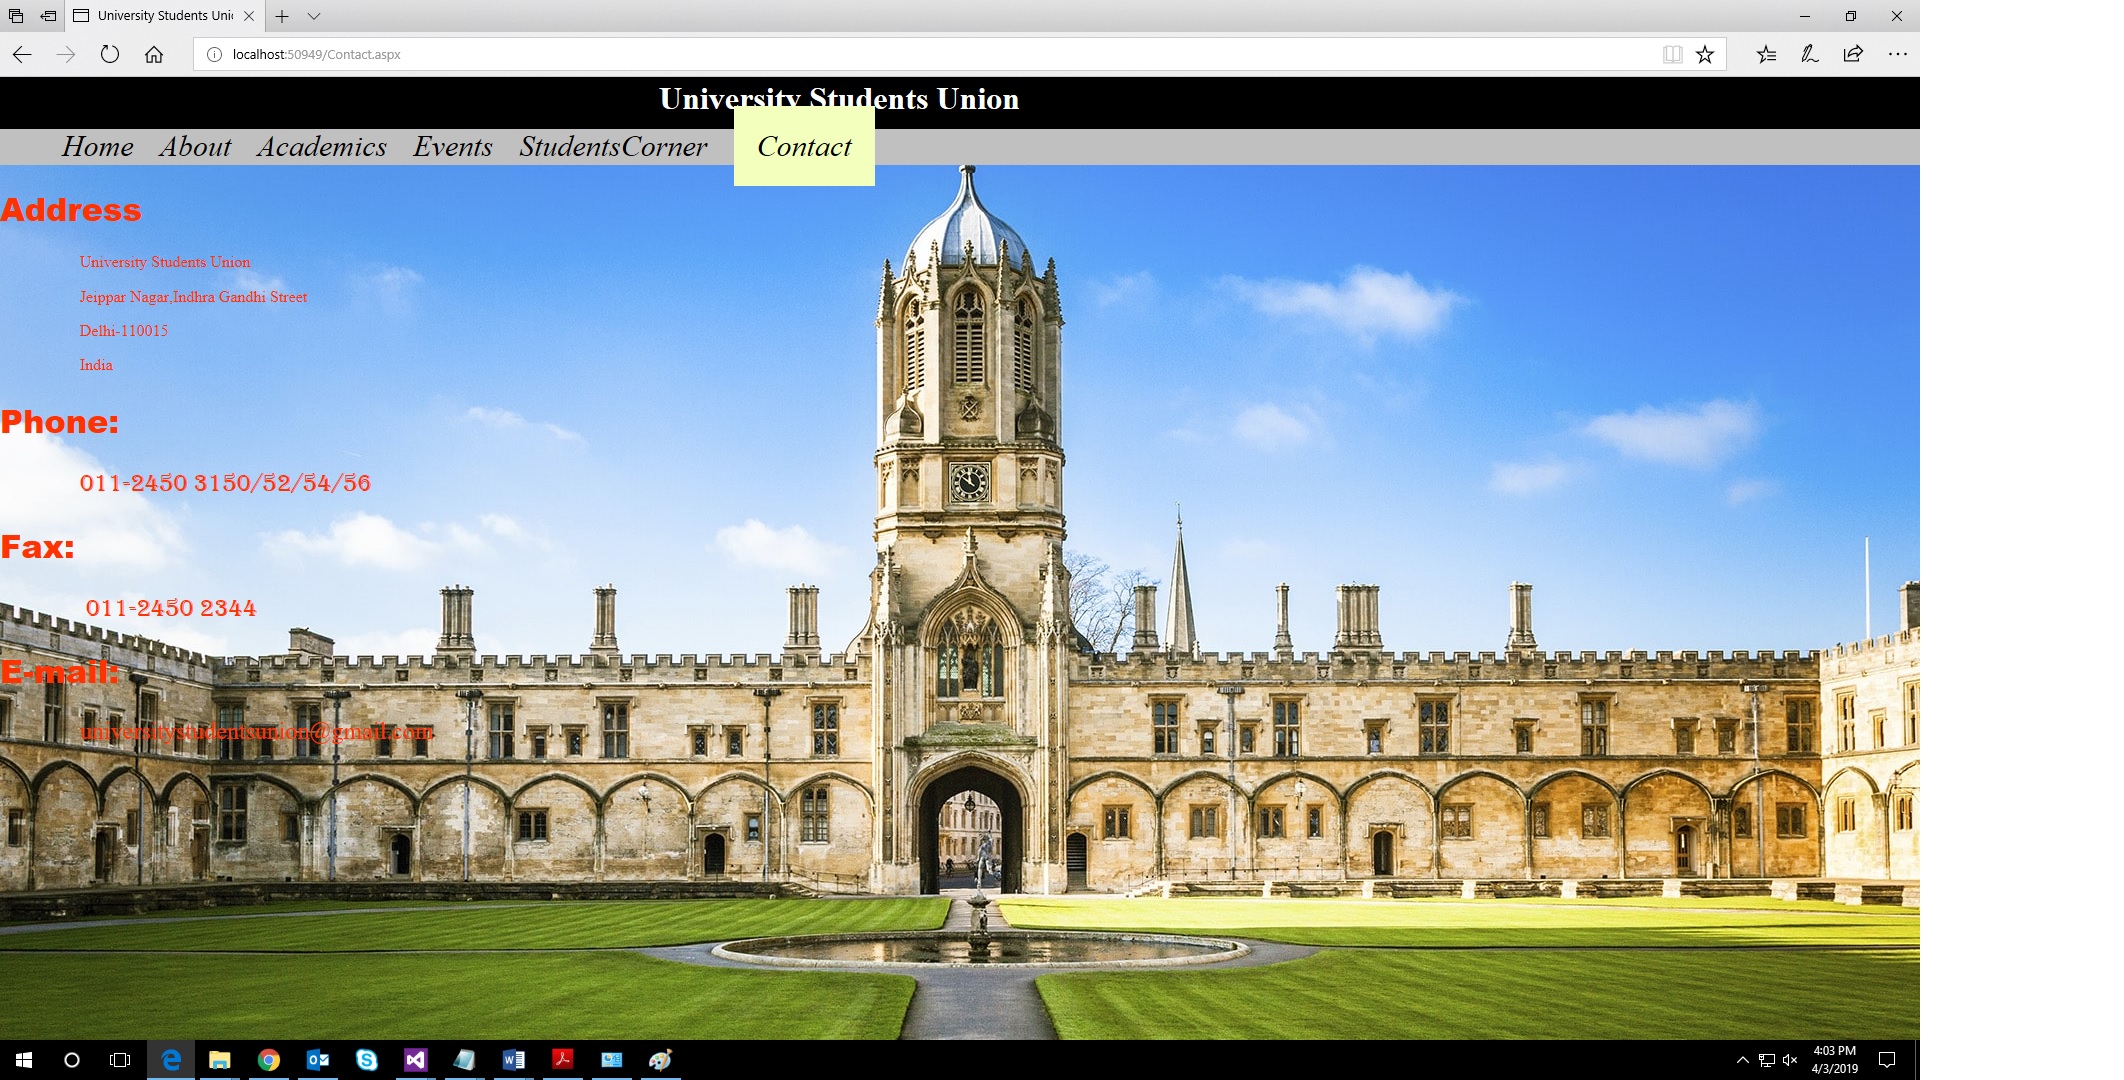 University Students Uni
localhost:50949/Contact.aspx
University Students Union
Home About Academics Events StudentsCorner Contact
Address
University Students Union
Jeippar Nagar,Indhra Gandhi Street
Delhi-110015
India
Phone:
011-2450 3150/52/54/56
Fax:
011-2450 2344
E-mail:
universitystudentsunion@gmail.com
4:03 PM
4/3/2019